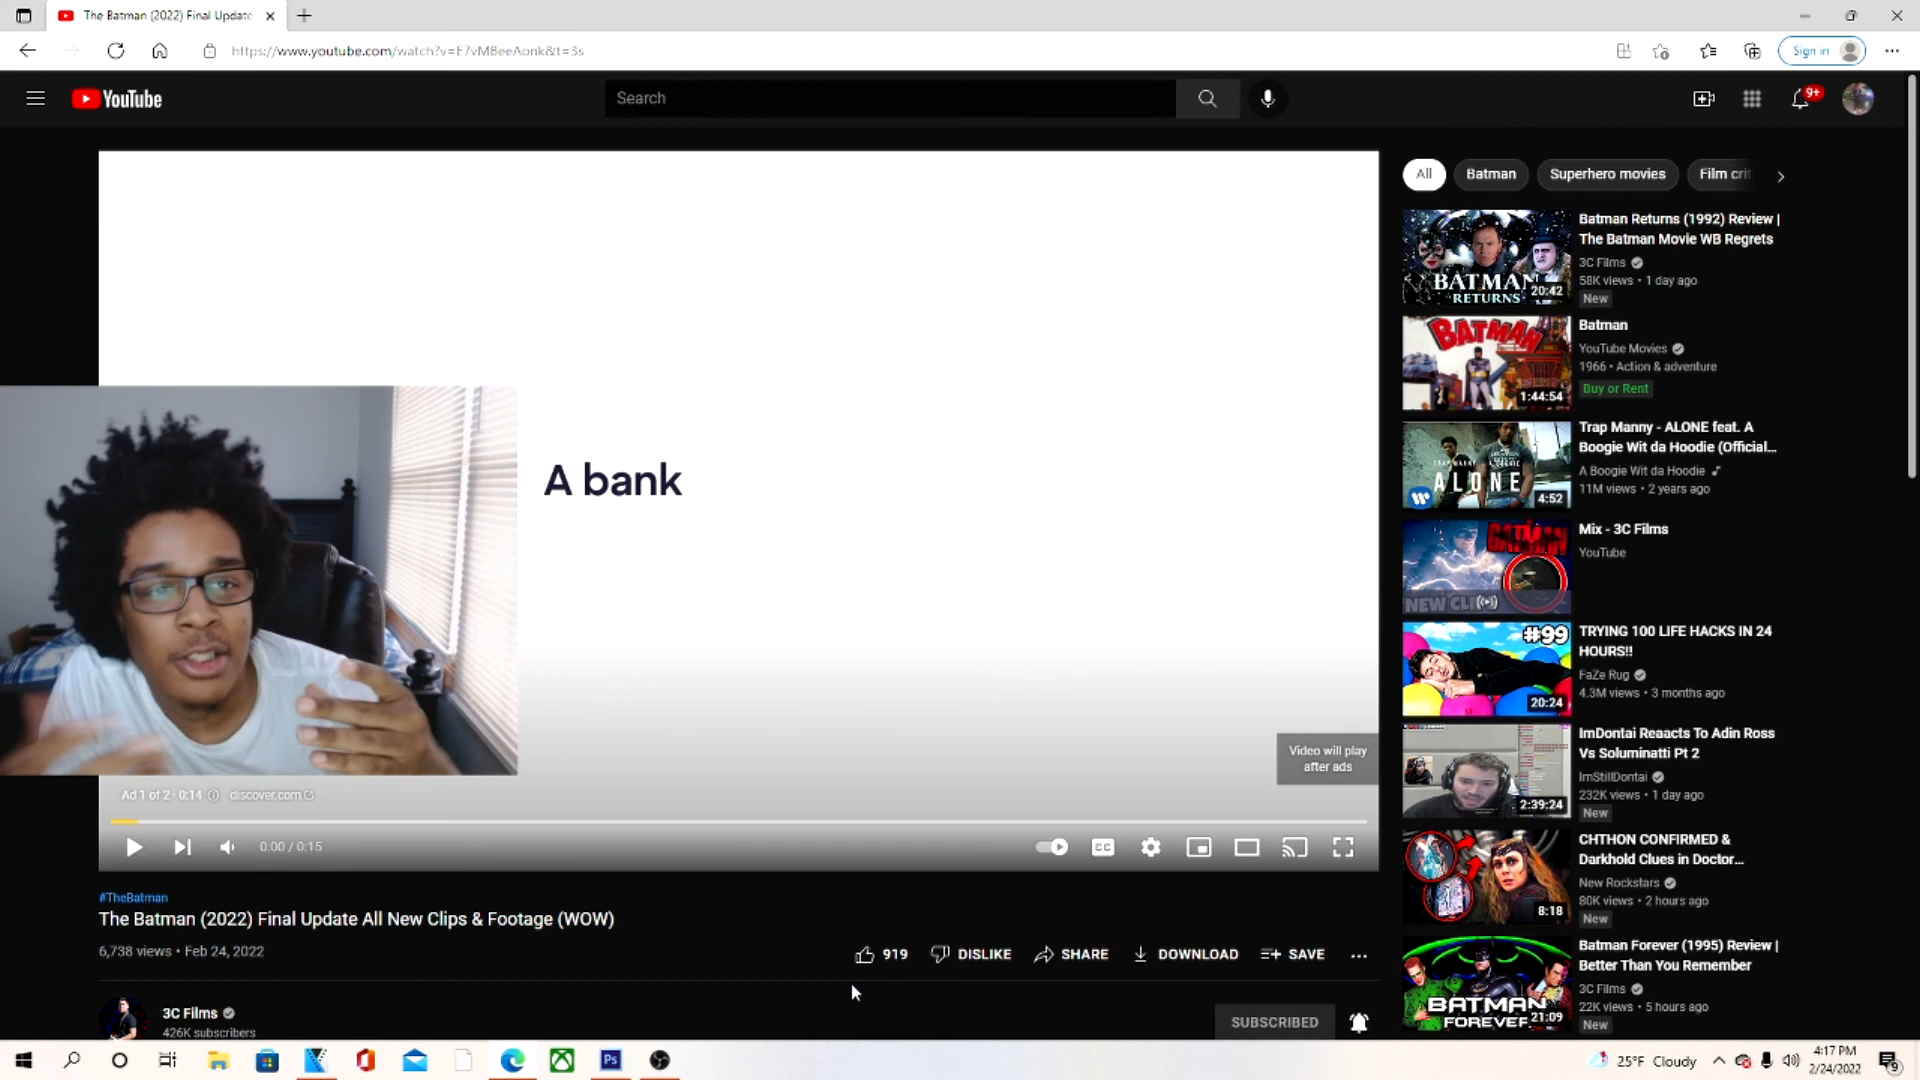 The Batman (2022) Final Update
https://www.youtube.com/watch?v=E7vMBeeAonk&t=3s
Sign in
YouTube
Search
9+
All
Batman
Superhero movies
Film crit
A bank
Video will play
after ads
Ad 1 of 2 · 0:14
discover.com
0:00 / 0:15
CC
#TheBatman
The Batman (2022) Final Update All New Clips & Footage (WOW)
6,738 views • Feb 24, 2022
919
DISLIKE
SHARE
DOWNLOAD
SAVE
3C Films
426K subscribers
SUBSCRIBED
BATMAN
RETURNS
20:42
Batman Returns (1992) Review |
The Batman Movie WB Regrets
3C Films
58K views • 1 day ago
New
BATMAN
1:44:54
Batman
YouTube Movies
1966 • Action & adventure
Buy or Rent
ALONE
4:52
Trap Manny - ALONE feat. A
Boogie Wit da Hoodie (Official...
A Boogie Wit da Hoodie
11M views • 2 years ago
BATMAN
NEW CLI
Mix - 3C Films
YouTube
#99
20:24
TRYING 100 LIFE HACKS IN 24
HOURS!!
FaZe Rug
4.3M views • 3 months ago
2:39:24
ImDontai Reaacts To Adin Ross
Vs Soluminatti Pt 2
ImStillDontai
232K views • 1 day ago
New
8:18
CHTHON CONFIRMED &
Darkhold Clues in Doctor...
New Rockstars
80K views • 2 hours ago
New
BATMAN
FOREVER
21:09
Batman Forever (1995) Review |
Better Than You Remember
3C Films
22K views • 5 hours ago
New
Ps
25°F Cloudy
4:17 PM
2/24/2022
9